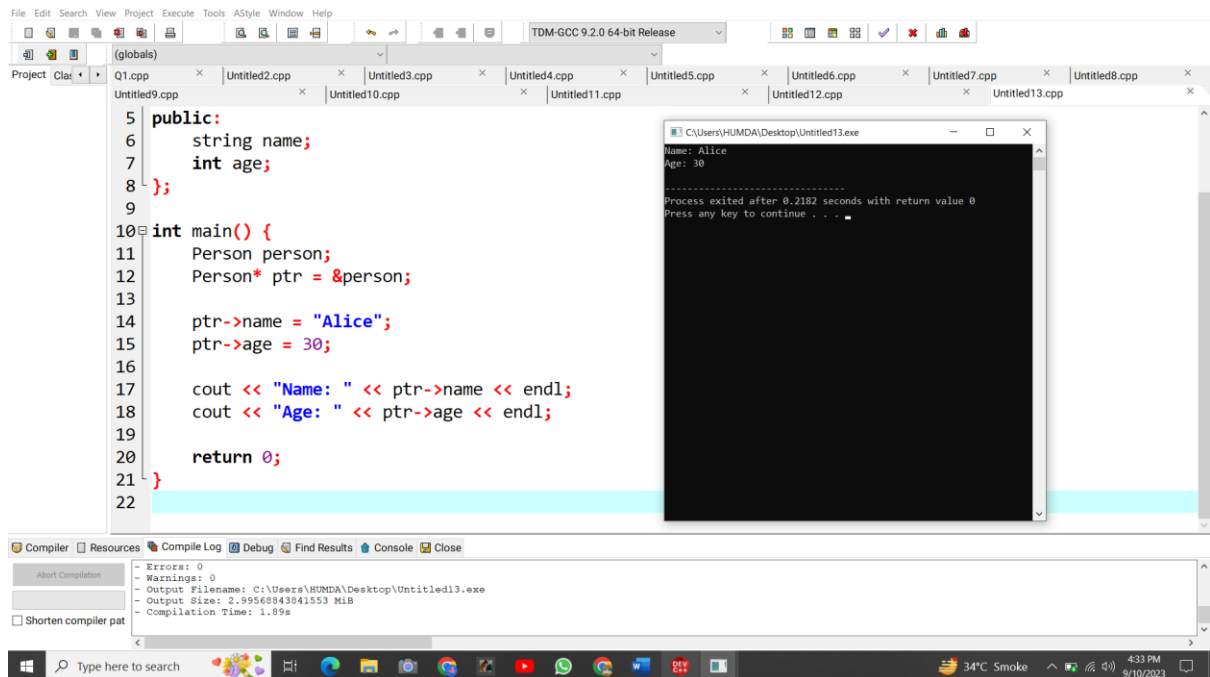 File Edit Search View Project Execute Tools AStyle Window Help
TDM-GCC 9.2.0 64-bit Release
(globals)
Project Clas Q1.cpp Untitled2.cpp Untitled3.cpp Untitled4.cpp Untitled5.cpp Untitled6.cpp Untitled7.cpp Untitled8.cpp
Untitled9.cpp Untitled10.cpp Untitled11.cpp Untitled12.cpp Untitled13.cpp
5 public:
6 string name;
7 int age;
8 };
9
10 int main() {
11 Person person;
12 Person* ptr = &person;
13
14 ptr->name = "Alice";
15 ptr->age = 30;
16
17 cout << "Name: " << ptr->name << endl;
18 cout << "Age: " << ptr->age << endl;
19
20 return 0;
21 }
22
C:\Users\HUMDA\Desktop\Untitled13.exe
Name: Alice
Age: 30
--------------------------------
Process exited after 0.2182 seconds with return value 0
Press any key to continue . . .
Compiler Resources Compile Log Debug Find Results Console Close
Abort Compilation
Shorten compiler pat
- Errors: 0
- Warnings: 0
- Output Filename: C:\Users\HUMDA\Desktop\Untitled13.exe
- Output Size: 2.99568843841553 MiB
- Compilation Time: 1.89s
Type here to search
DEV C++
34°C Smoke
4:33 PM
9/10/2023